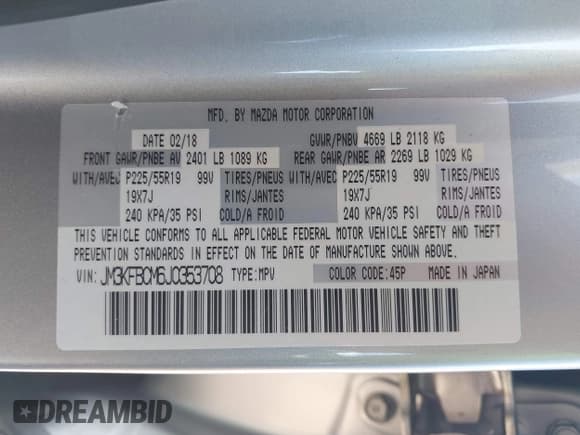 MFD. BY MAZDA MOTOR CORPORATION
DATE 02/18 GVWR/PNBV 4669 LB 2118 KG
FRONT GAWR/PNBE AV 2401 LB 1089 KG REAR GAWR/PNBE AR 2269 LB 1029 KG
WITH/AVEC P225/55R19 99V TIRES/PNEUS WITH/AVEC P225/55R19 99V TIRES/PNEUS
19X7J RIMS/JANTES 19X7J RIMS/JANTES
240 KPA/35 PSI COLD/A FROID 240 KPA/35 PSI COLD/A FROID
THIS VEHICLE CONFORMS TO ALL APPLICABLE FEDERAL MOTOR VEHICLE SAFETY AND THEFT
PREVENTION STANDARDS IN EFFECT ON THE DATE OF MANUFACTURE SHOWN ABOVE.
VIN: JM3KFBCM6J0353708 TYPE:MPV COLOR CODE:45P MADE IN JAPAN
DREAMBID